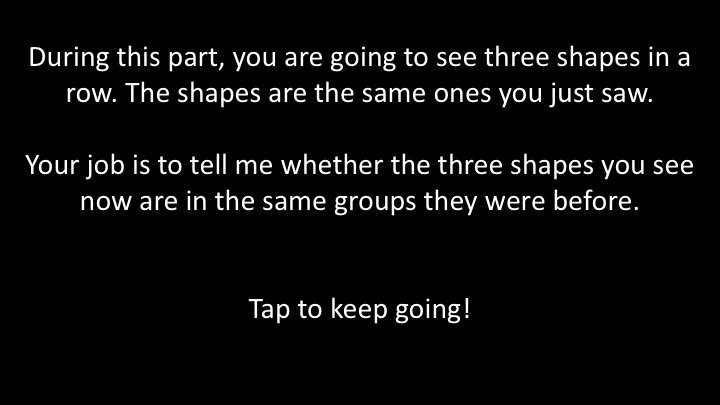 During this part, you are going to see three shapes in a
row. The shapes are the same ones you just saw.
Your job is to tell me whether the three shapes you see
now are in the same groups they were before.
Tap to keep going!